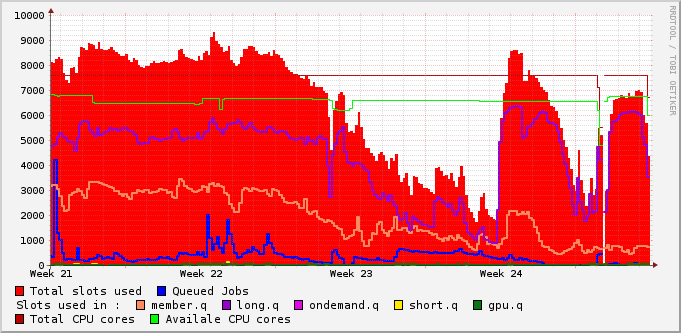 10000
9000
8000
7000
6000
5000
4000
3000
2000
1000
0
Week 21 Week 22 Week 23 Week 24
Total slots used Queued Jobs
Slots used in : member.q long.q ondemand.q short.q gpu.q
Total CPU cores Availale CPU cores
RRDTOOL / TOBI OETIKER